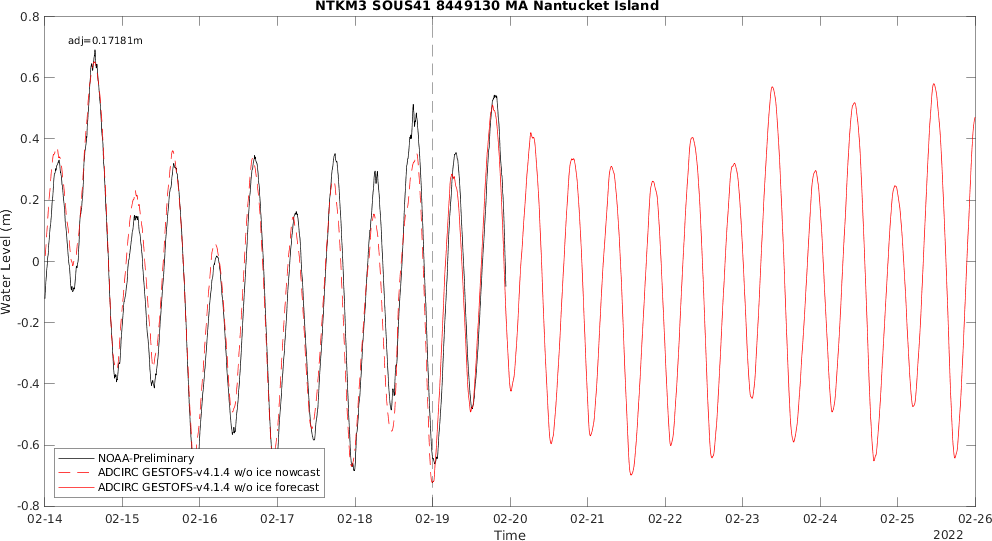 NTKM3 SOUS41 8449130 MA Nantucket Island
0.8
adj=0.17181m
0.6
0.4
0.2
0
Water Level (m)
-0.2
-0.4
-0.6
-0.8
NOAA-Preliminary
ADCIRC GESTOFS-v4.1.4 w/o ice nowcast
ADCIRC GESTOFS-v4.1.4 w/o ice forecast
02-14 02-15 02-16 02-17 02-18 02-19 02-20 02-21 02-22 02-23 02-24 02-25 02-26
Time
2022